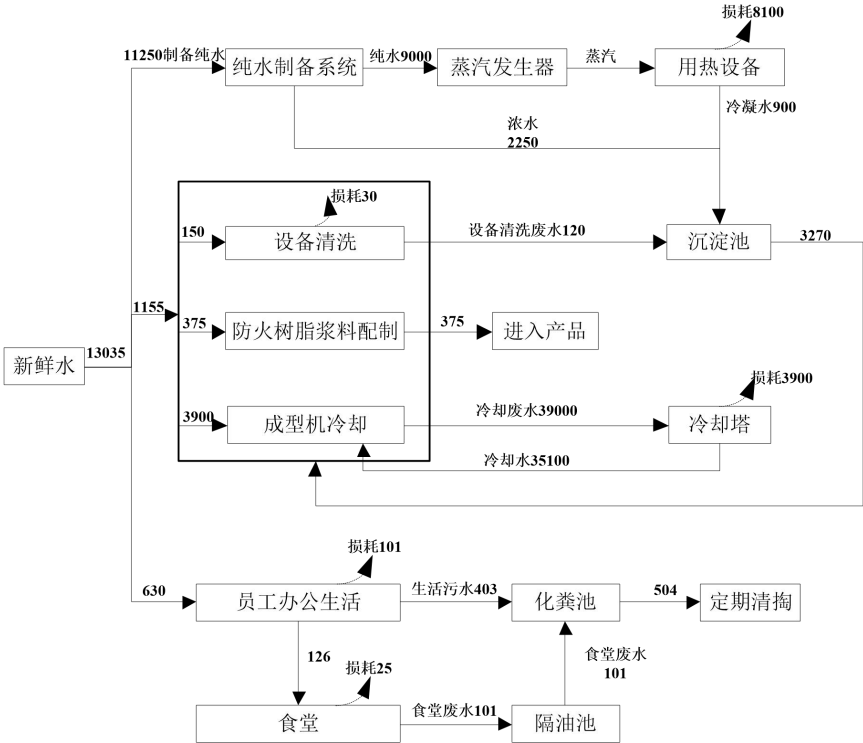 损耗8100
11250制备纯水
纯水制备系统
纯水9000
蒸汽发生器
蒸汽
用热设备
冷凝水900
浓水
2250
损耗30
150
设备清洗
设备清洗废水120
沉淀池
3270
1155
375
防火树脂浆料配制
375
进入产品
新鲜水
13035
损耗3900
3900
成型机冷却
冷却废水39000
冷却塔
冷却水35100
损耗101
630
员工办公生活
生活污水403
化粪池
504
定期清掏
126
损耗25
食堂废水
101
食堂
食堂废水101
隔油池